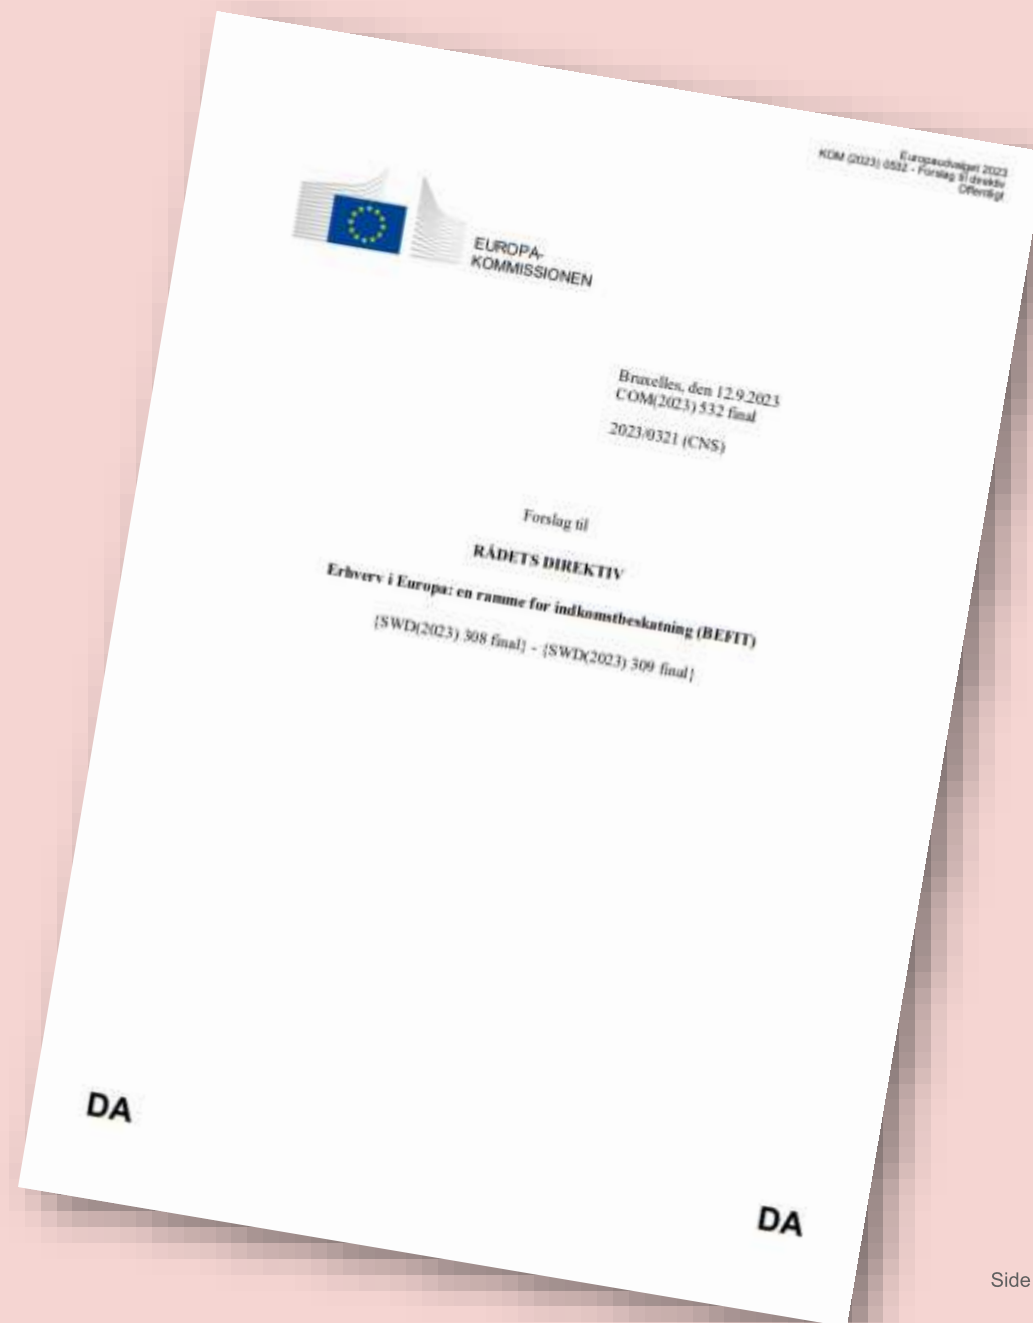 Europaudvalget 2023
KOM (2023) 0532 - Forslag til direktiv
Offentligt
EUROPA-
KOMMISSIONEN
Bruxelles, den 12.9.2023
COM(2023) 532 final
2023/0321 (CNS)
Forslag til
RÅDETS DIREKTIV
Erhverv i Europa: en ramme for indkomstbeskatning (BEFIT)
{SWD(2023) 308 final} - {SWD(2023) 309 final}
DA
DA
Side